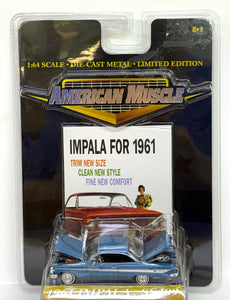 1:64 SCALE • DIE-CAST METAL • LIMITED EDITION
8+
AMERICAN MUSCLE
IMPALA FOR 1961
TRIM NEW SIZE
CLEAN NEW STYLE
FINE NEW COMFORT